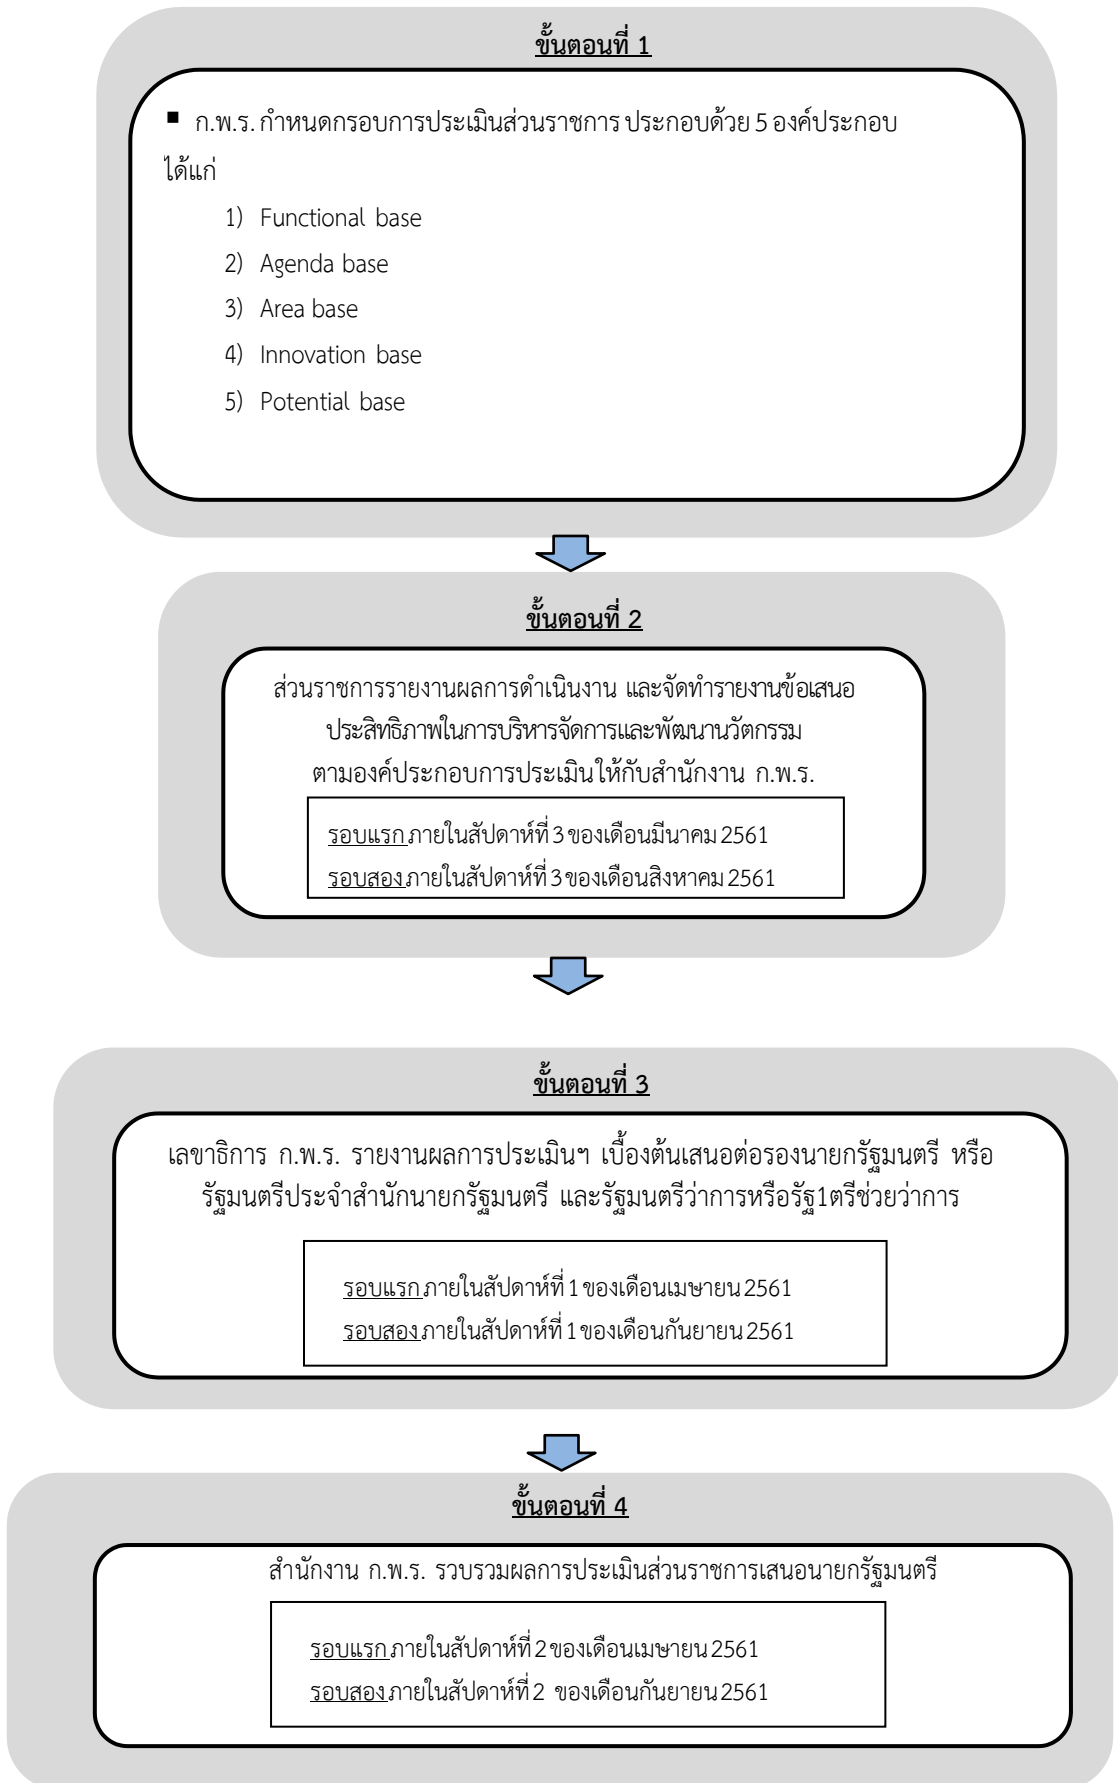 ขั้นตอนที่ 1
▪ ก.พ.ร. กำหนดกรอบการประเมินส่วนราชการ ประกอบด้วย 5 องค์ประกอบ
ได้แก่
1) Functional base
2) Agenda base
3) Area base
4) Innovation base
5) Potential base
ขั้นตอนที่ 2
ส่วนราชการรายงานผลการดำเนินงาน และจัดทำรายงานข้อเสนอ
ประสิทธิภาพในการบริหารจัดการและพัฒนานวัตกรรม
ตามองค์ประกอบการประเมินให้กับสำนักงาน ก.พ.ร.
รอบแรก ภายในสัปดาห์ที่ 3 ของเดือนมีนาคม 2561
รอบสอง ภายในสัปดาห์ที่ 3 ของเดือนสิงหาคม 2561
ขั้นตอนที่ 3
เลขาธิการ ก.พ.ร. รายงานผลการประเมินฯ เบื้องต้นเสนอต่อรองนายกรัฐมนตรี หรือ
รัฐมนตรีประจำสำนักนายกรัฐมนตรี และรัฐมนตรีว่าการหรือรัฐ1ตรีช่วยว่าการ
รอบแรก ภายในสัปดาห์ที่ 1 ของเดือนเมษายน 2561
รอบสอง ภายในสัปดาห์ที่ 1 ของเดือนกันยายน 2561
ขั้นตอนที่ 4
สำนักงาน ก.พ.ร. รวบรวมผลการประเมินส่วนราชการเสนอนายกรัฐมนตรี
รอบแรก ภายในสัปดาห์ที่ 2 ของเดือนเมษายน 2561
รอบสอง ภายในสัปดาห์ที่ 2 ของเดือนกันยายน 2561